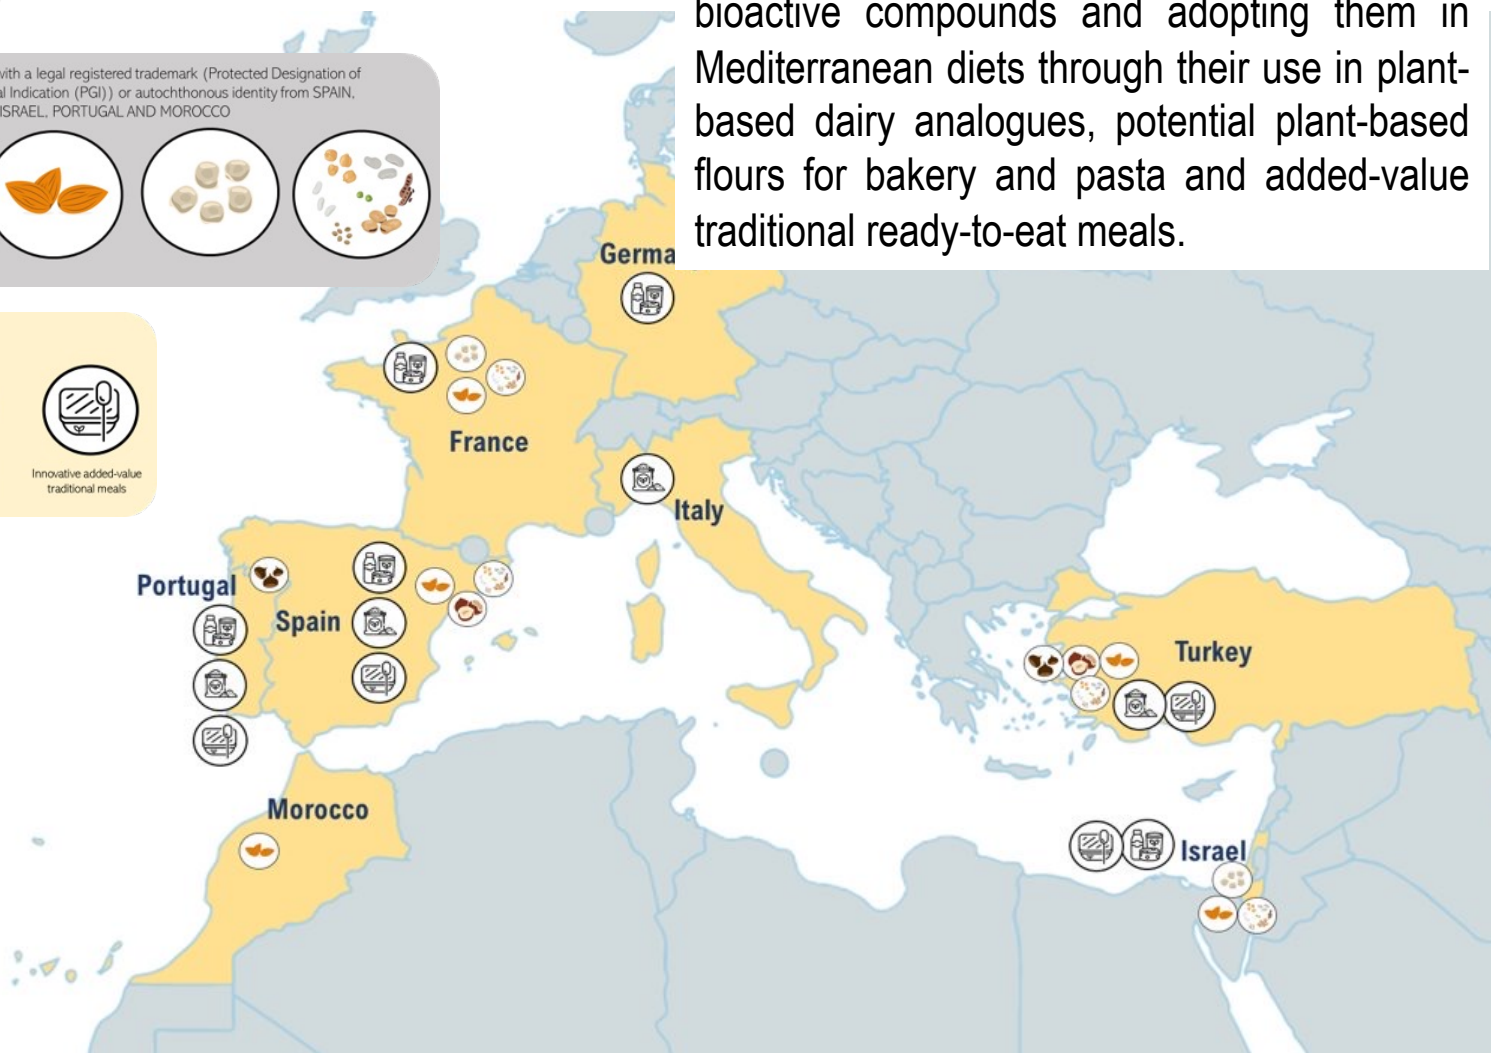 bioactive compounds and adopting them in
Mediterranean diets through their use in plant-
based dairy analogues, potential plant-based
flours for bakery and pasta and added-value
traditional ready-to-eat meals.
with a legal registered trademark (Protected Designation of
Indication (PGI)) or autochthonous identity from SPAIN,
ISRAEL, PORTUGAL AND MOROCCO
Innovative added-value
traditional meals
Germa
France
Italy
Portugal
Spain
Turkey
Morocco
Israel